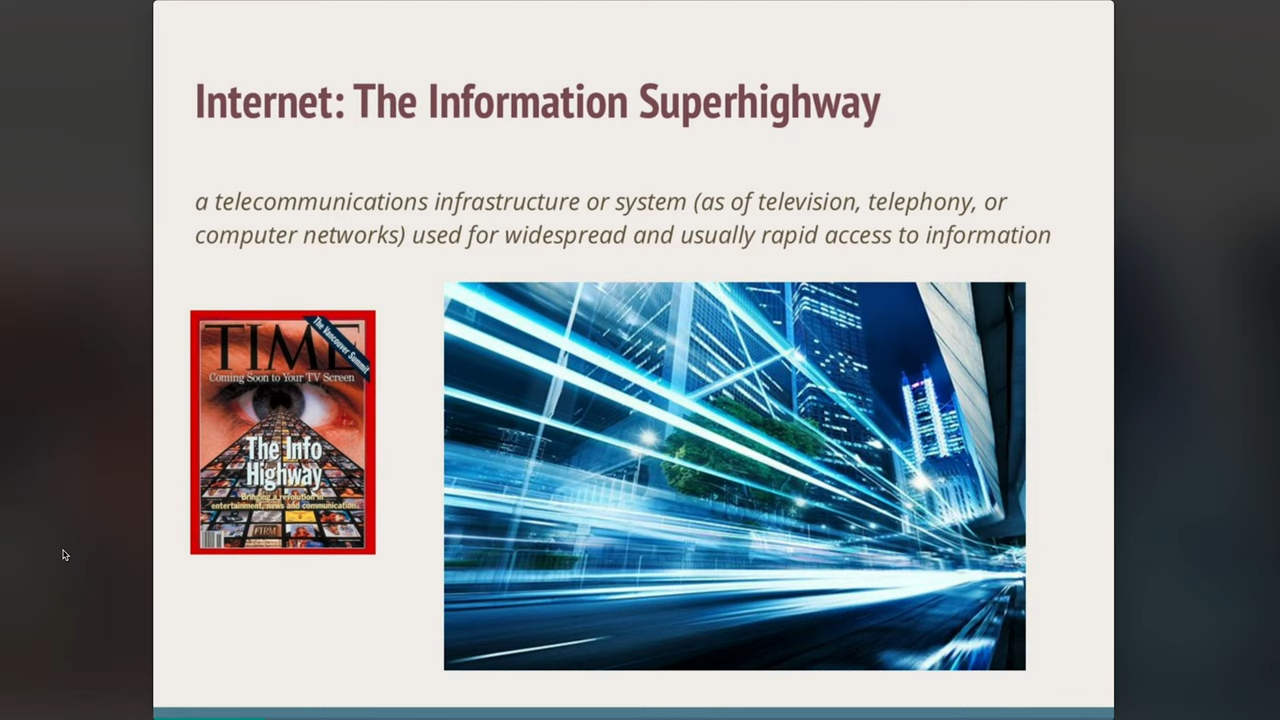 Internet: The Information Superhighway
a telecommunications infrastructure or system (as of television, telephony, or
computer networks) used for widespread and usually rapid access to information
The Vancouver Summit
TIME
Coming Soon to Your TV Screen
The Info
Highway
Bringing a revolution in
entertainment, news and communication
FIRM